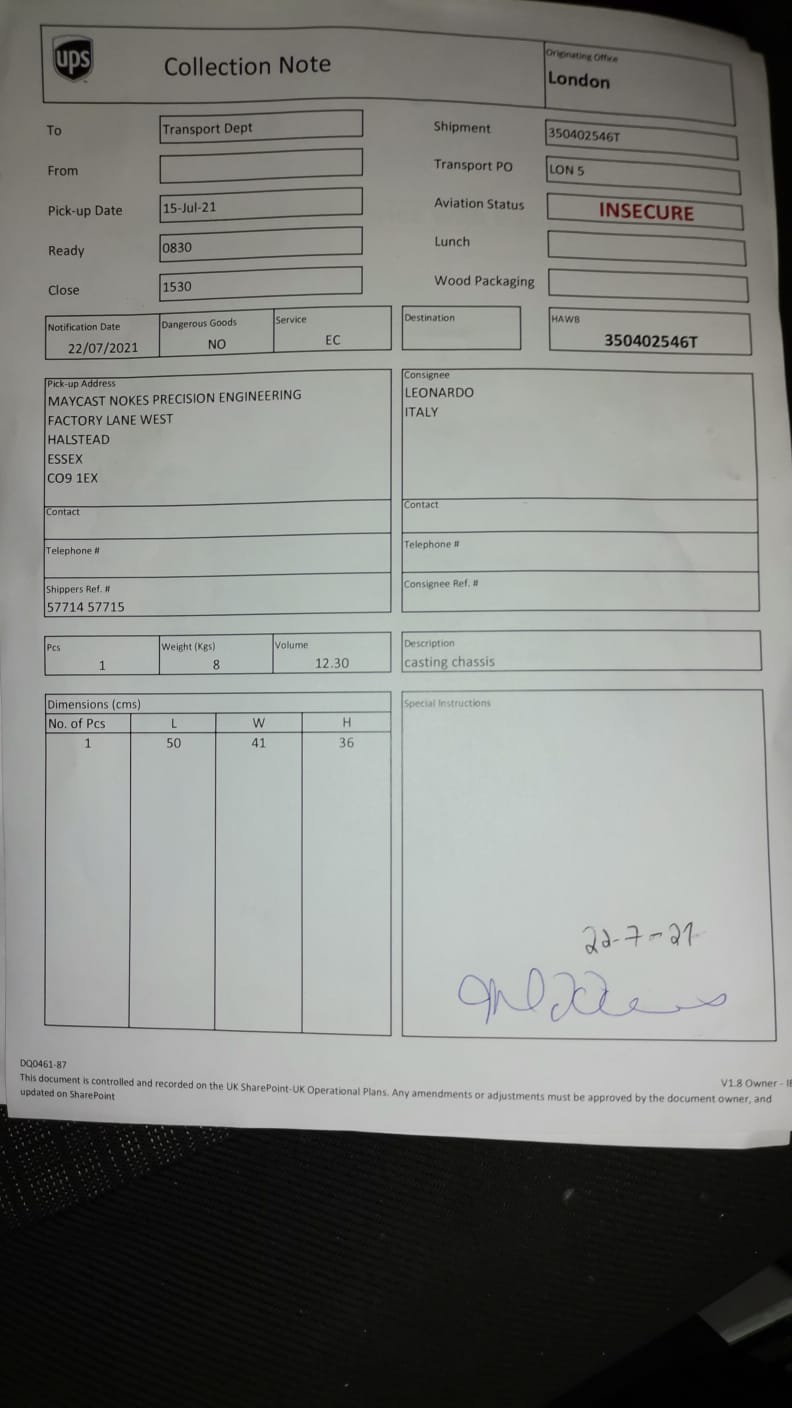 ups
Collection Note
Originating Office
London
To
Transport Dept
Shipment
350402546T
From
Transport PO
LON 5
Pick-up Date
15-Jul-21
Aviation Status
INSECURE
Ready
0830
Lunch
Close
1530
Wood Packaging
Notification Date
22/07/2021
Dangerous Goods
NO
Service
EC
Destination
HAWB
350402546T
Pick-up Address
MAYCAST NOKES PRECISION ENGINEERING
FACTORY LANE WEST
HALSTEAD
ESSEX
CO9 1EX
Consignee
LEONARDO
ITALY
Contact
Contact
Telephone #
Telephone #
Shippers Ref. #
57714 57715
Consignee Ref. #
Pcs
1
Weight (Kgs)
8
Volume
12.30
Description
casting chassis
Dimensions (cms)
No. of Pcs L W H
1 50 41 36
Special Instructions
22-7-21
DQ0461-87
V1.8 Owner - IE
This document is controlled and recorded on the UK SharePoint-UK Operational Plans. Any amendments or adjustments must be approved by the document owner, and
updated on SharePoint